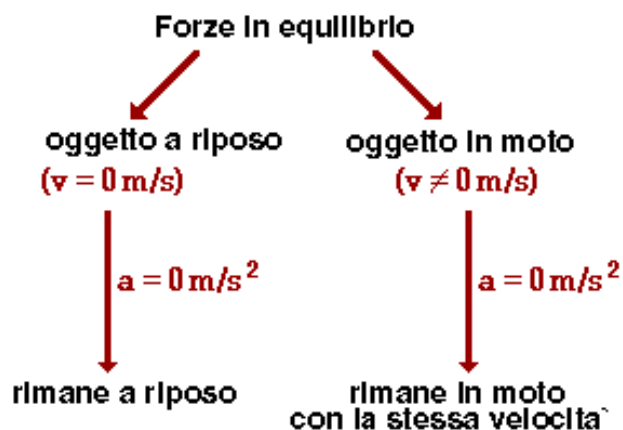 Forze in equilibrio
oggetto a riposo
oggetto in moto
(v = 0 m/s)
(v ≠ 0 m/s)
a = 0 m/s²
a = 0 m/s²
rimane a riposo
rimane in moto
con la stessa velocita`